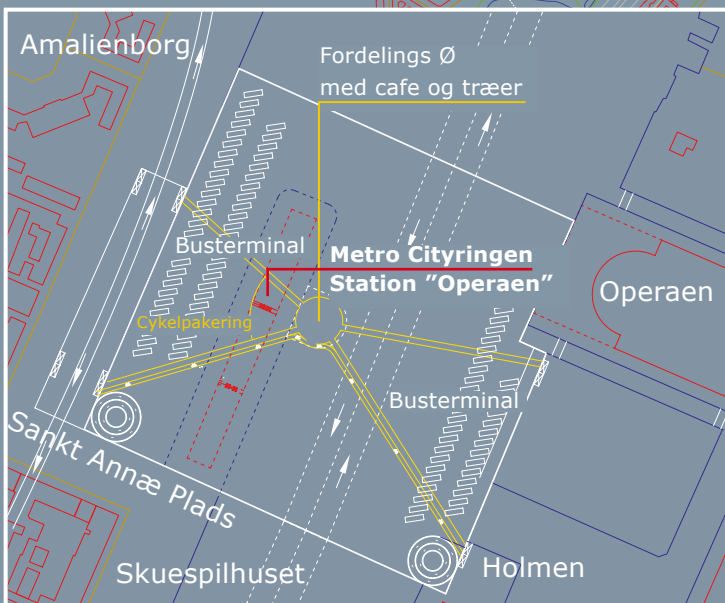 Amalienborg
Fordelings Ø
med cafe og træer
Busterminal
Metro Cityringen
Station ”Operaen”
Operaen
Cykelpakering
Busterminal
Sankt Annæ Plads
Skuespilhuset
Holmen